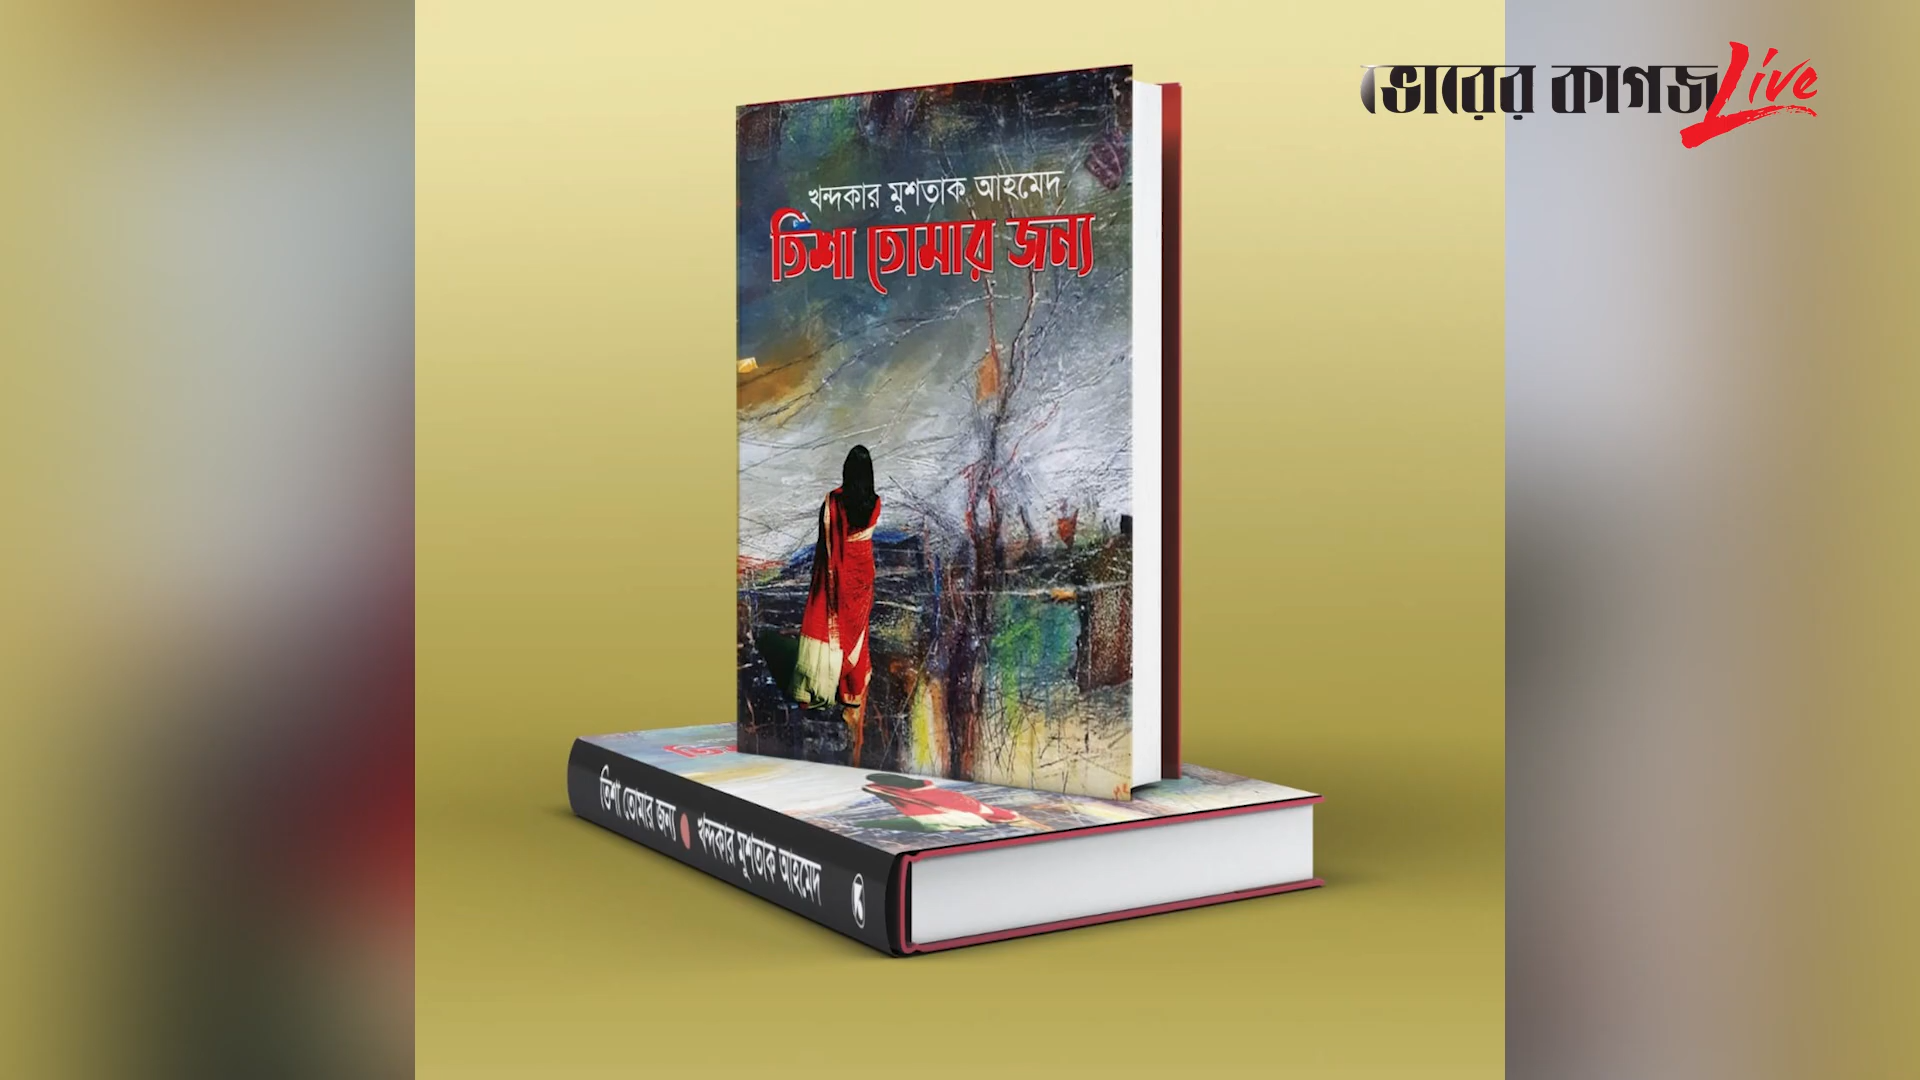 ভোরের কাগজ Live
খন্দকার মুশতাক আহমেদ
তিশা তোমার জন্য
তিশা তোমার জন্য ● খন্দকার মুশতাক আহমেদ